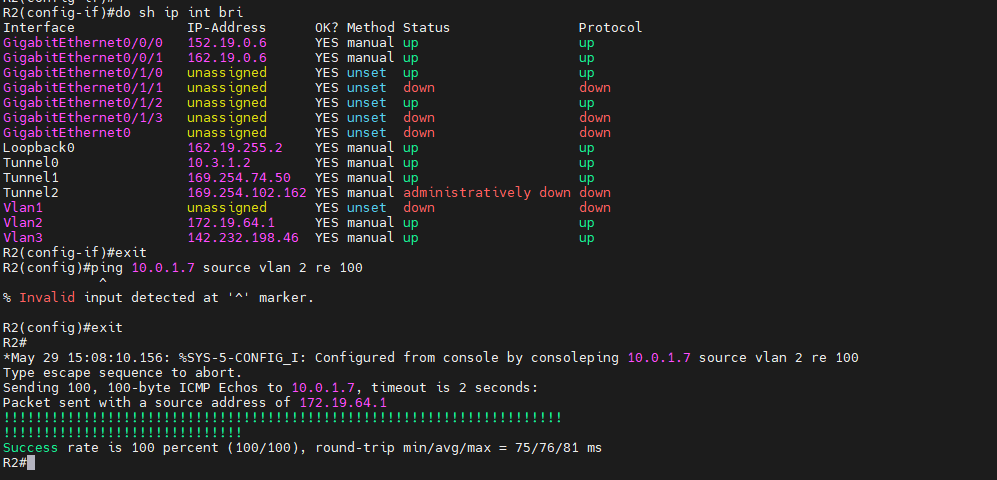 R2(config-if)#
R2(config-if)#do sh ip int bri
Interface              IP-Address      OK? Method Status                Protocol
GigabitEthernet0/0/0   152.19.0.6      YES manual up                    up
GigabitEthernet0/0/1   162.19.0.6      YES manual up                    up
GigabitEthernet0/1/0   unassigned      YES unset  up                    up
GigabitEthernet0/1/1   unassigned      YES unset  down                  down
GigabitEthernet0/1/2   unassigned      YES unset  up                    up
GigabitEthernet0/1/3   unassigned      YES unset  down                  down
GigabitEthernet0       unassigned      YES unset  down                  down
Loopback0              162.19.255.2    YES manual up                    up
Tunnel0                10.3.1.2        YES manual up                    up
Tunnel1                169.254.74.50   YES manual up                    up
Tunnel2                169.254.102.162 YES manual administratively down down
Vlan1                  unassigned      YES unset  down                  down
Vlan2                  172.19.64.1     YES manual up                    up
Vlan3                  142.232.198.46  YES manual up                    up
R2(config-if)#exit
R2(config)#ping 10.0.1.7 source vlan 2 re 100
            ^
% Invalid input detected at '^' marker.
R2(config)#exit
R2#
*May 29 15:08:10.156: %SYS-5-CONFIG_I: Configured from console by consoleping 10.0.1.7 source vlan 2 re 100
Type escape sequence to abort.
Sending 100, 100-byte ICMP Echos to 10.0.1.7, timeout is 2 seconds:
Packet sent with a source address of 172.19.64.1
!!!!!!!!!!!!!!!!!!!!!!!!!!!!!!!!!!!!!!!!!!!!!!!!!!!!!!!!!!!!!!!!!!!!!!
!!!!!!!!!!!!!!!!!!!!!!!!!!!!!!
Success rate is 100 percent (100/100), round-trip min/avg/max = 75/76/81 ms
R2#